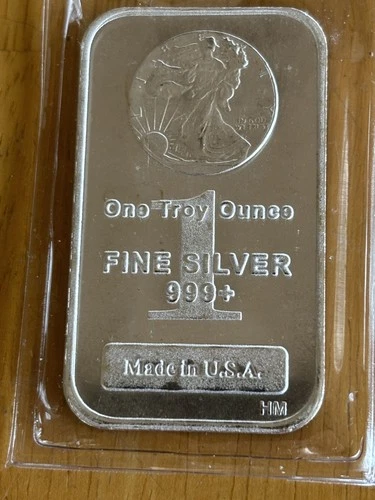 One Troy Ounce
1
FINE SILVER
999+
Made in U.S.A.
HM